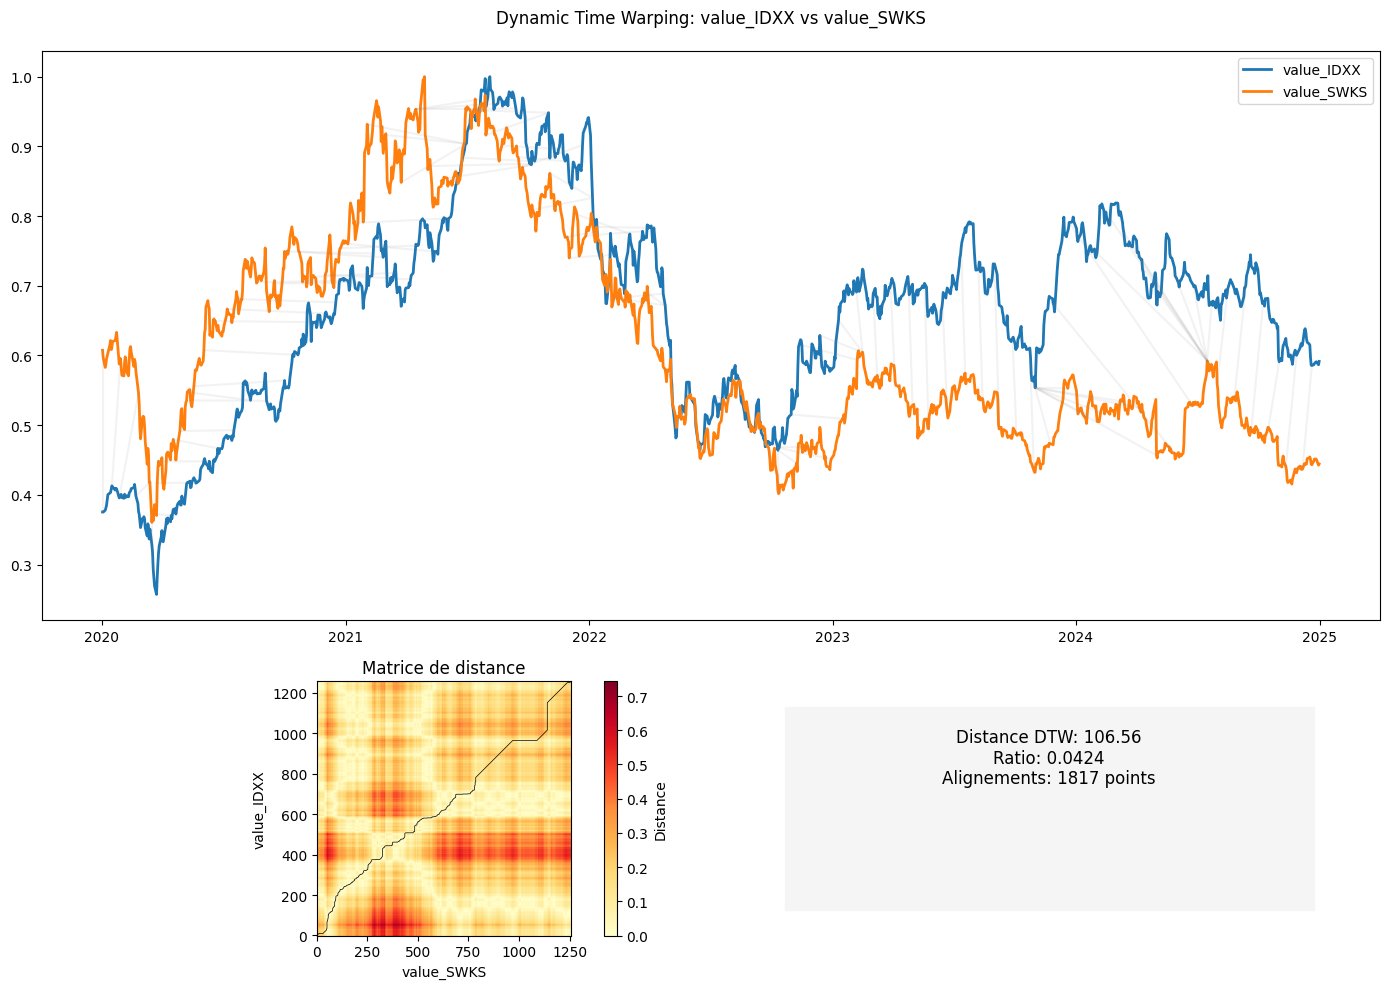 Dynamic Time Warping: value_IDXX vs value_SWKS
1.0
0.9
0.8
0.7
0.6
0.5
0.4
0.3
value_IDXX
value_SWKS
2020 2021 2022 2023 2024 2025
Matrice de distance
value_IDXX
1200
1000
800
600
400
200
0
0 250 500 750 1000 1250
value_SWKS
0.7
0.6
0.5
0.4
0.3
0.2
0.1
0.0
Distance
Distance DTW: 106.56
Ratio: 0.0424
Alignements: 1817 points